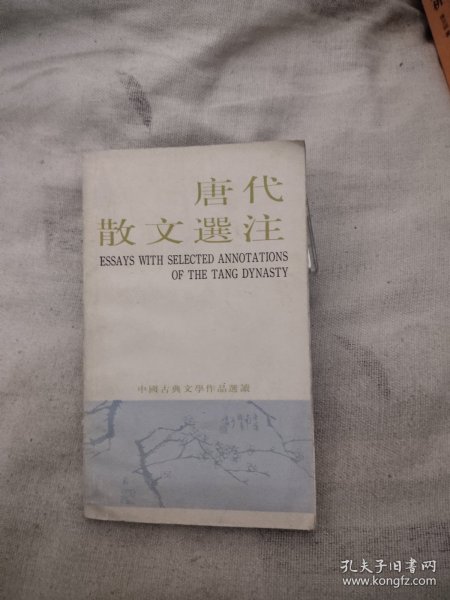 唐代
散文選注
ESSAYS WITH SELECTED ANNOTATIONS
OF THE TANG DYNASTY
中國古典文學作品選讀
孔夫子旧书网
www.kongfz.com